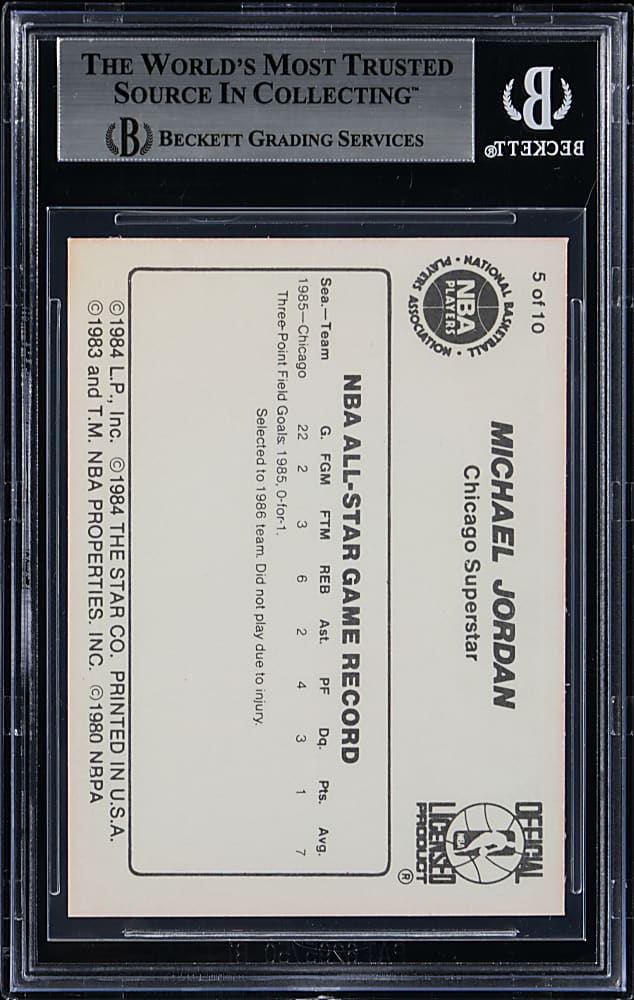 THE WORLD'S MOST TRUSTED
SOURCE IN COLLECTING™
BECKETT GRADING SERVICES
B
BECKETT®
5 of 10
MICHAEL JORDAN
Chicago Superstar
NATIONAL BASKETBALL
PLAYERS ASSOCIATION
NBA
PLAYERS
OFFICIAL
NBA
LICENSED
PRODUCT
®
NBA ALL-STAR GAME RECORD
Sea.—Team G. FGM FTM REB Ast. PF Dq. Pts. Avg.
1985—Chicago 22 2 3 6 2 4 3 1 7
Three-Point Field Goals: 1985, 0-for-1.
Selected to 1986 team. Did not play due to injury.
©1984 L.P., Inc. ©1984 THE STAR CO. PRINTED IN U.S.A.
©1983 and T.M. NBA PROPERTIES. INC. ©1980 NBPA